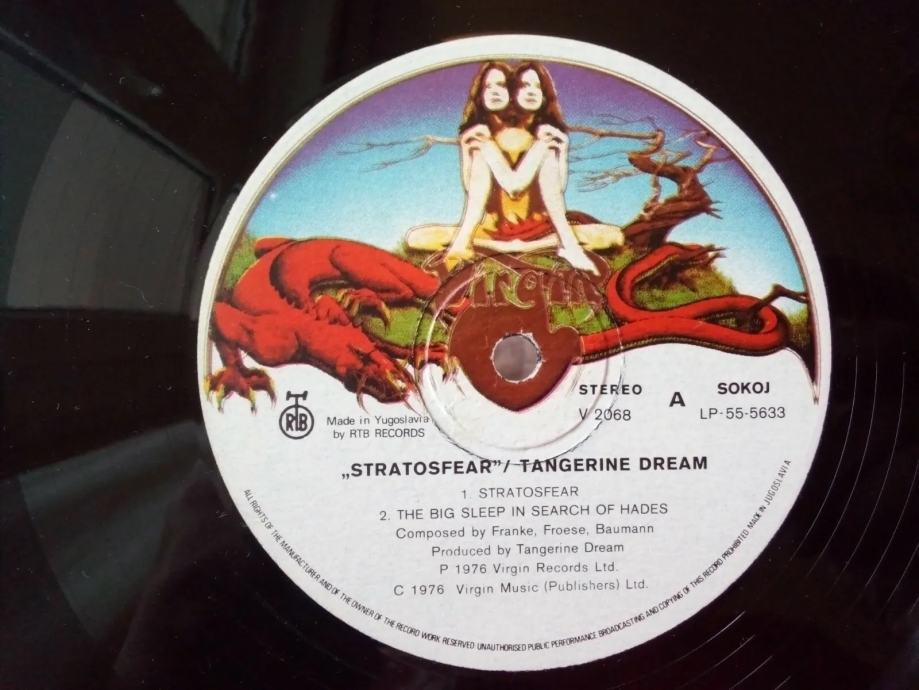 Virgin
STEREO
V 2068
A
SOKOJ
LP-55-5633
RTB
Made in Yugoslavia
by RTB RECORDS
„STRATOSFEAR”/ TANGERINE DREAM
1. STRATOSFEAR
2. THE BIG SLEEP IN SEARCH OF HADES
Composed by Franke, Froese, Baumann
Produced by Tangerine Dream
P 1976 Virgin Records Ltd.
C 1976 Virgin Music (Publishers) Ltd.
ALL RIGHTS OF THE MANUFACTURER AND OF THE OWNER OF THE RECORD WORK RESERVED UNAUTHORISED PUBLIC PERFORMANCE BROADCASTING AND COPYING OF THIS RECORD PROHIBITED MADE IN JUGOSLAVIA